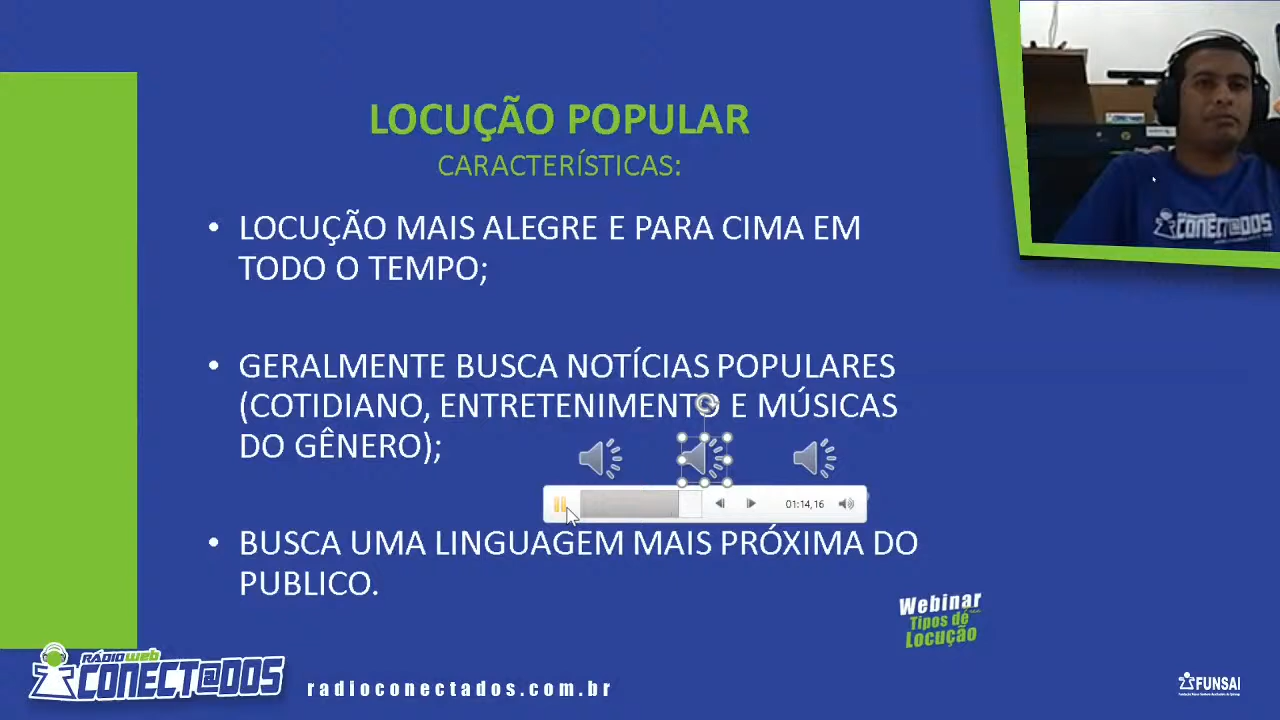 LOCUÇÃO POPULAR
CARACTERÍSTICAS:
• LOCUÇÃO MAIS ALEGRE E PARA CIMA EM
TODO O TEMPO;
• GERALMENTE BUSCA NOTÍCIAS POPULARES
(COTIDIANO, ENTRETENIMENTO E MÚSICAS
DO GÊNERO);
01:14,16
• BUSCA UMA LINGUAGEM MAIS PRÓXIMA DO
PUBLICO.
Webinar
Tipos de
Locução
RÁDIO WEB
CONECT@DOS
radioconectados.com.br
FUNSAI
CONECT@DOS